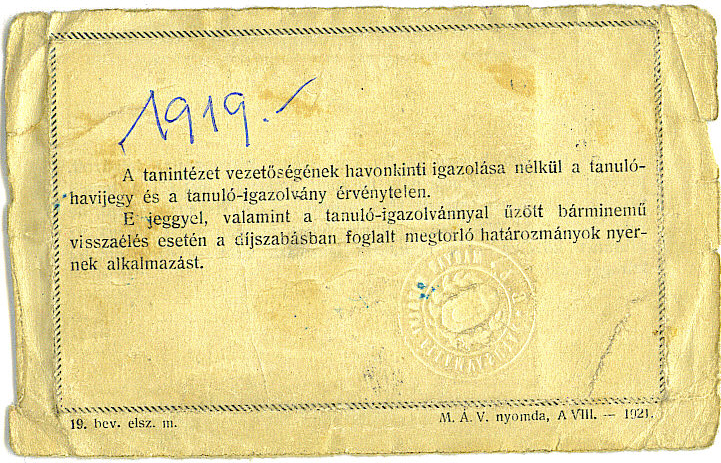 1919.-
A tanintézet vezetőségének havonkinti igazolása nélkül a tanuló-
havijegy és a tanuló-igazolvány érvénytelen.
E jeggyel, valamint a tanuló-igazolvánnyal űzött bárminemű
visszaélés esetén a díjszabásban foglalt megtorló határozmányok nyer-
nek alkalmazást.
19. bev. elsz. m.
M. Á. V. nyomda, A VIII. — 1921.